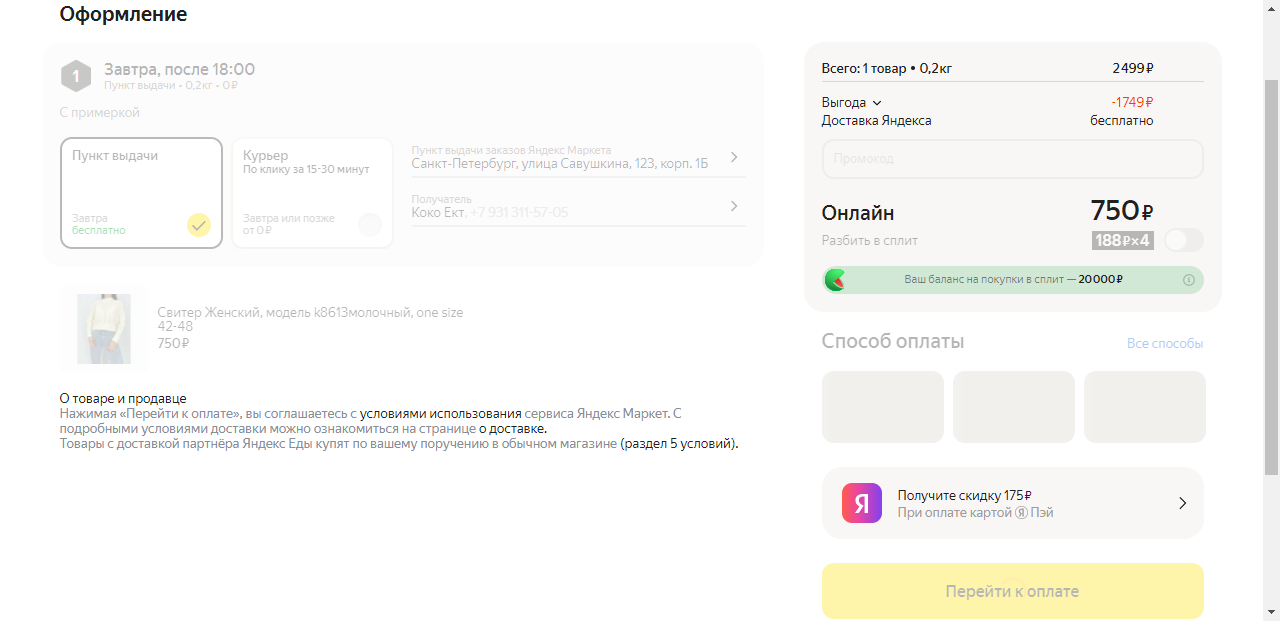 Оформление
1
Завтра, после 18:00
Пункт выдачи • 0,2кг • 0 ₽
С примеркой
Пункт выдачи
Завтра
бесплатно
Курьер
По клику за 15-30 минут
Завтра или позже
от 0 ₽
Пункт выдачи заказов Яндекс Маркета
Санкт-Петербург, улица Савушкина, 123, корп. 1Б
Получатель
Коко Ект, +7 931 311-57-05
Свитер Женский, модель k8613молочный, one size
42-48
750 ₽
О товаре и продавце
Нажимая «Перейти к оплате», вы соглашаетесь с условиями использования сервиса Яндекс Маркет. С
подробными условиями доставки можно ознакомиться на странице о доставке.
Товары с доставкой партнёра Яндекс Еды купят по вашему поручению в обычном магазине (раздел 5 условий).
Всего: 1 товар • 0,2кг 2 499 ₽
Выгода -1 749 ₽
Доставка Яндекса бесплатно
Промокод
Онлайн 750 ₽
Разбить в сплит 188 ₽ × 4
Ваш баланс на покупки в сплит — 20 000 ₽
Способ оплаты Все способы
Я
Получите скидку 175 ₽
При оплате картой Я Пэй
Перейти к оплате